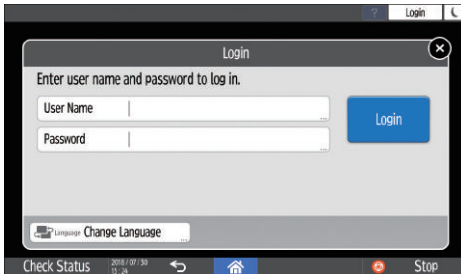 ? Login
Login
Enter user name and password to log in.
User Name
Password
Login
Language Change Language
Check Status 2018/07/30 Stop
13:24